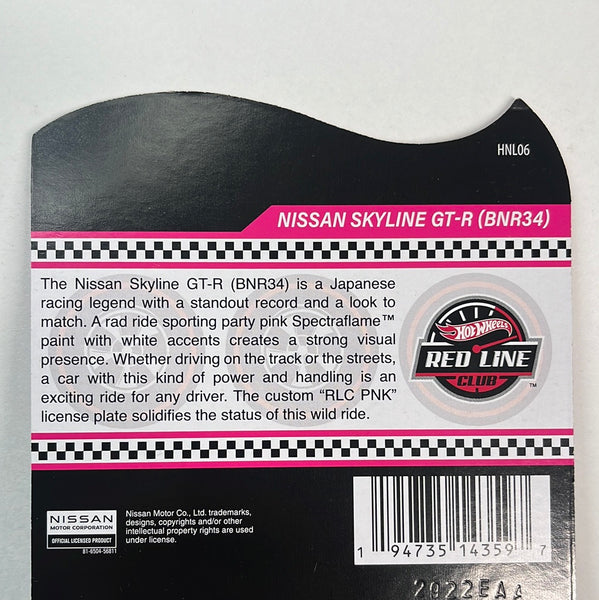 HNL06
NISSAN SKYLINE GT-R (BNR34)
The Nissan Skyline GT-R (BNR34) is a Japanese
racing legend with a standout record and a look to
match. A rad ride sporting party pink Spectraflame™
paint with white accents creates a strong visual
presence. Whether driving on the track or the streets,
a car with this kind of power and handling is an
exciting ride for any driver. The custom “RLC PNK”
license plate solidifies the status of this wild ride.
HOT WHEELS
RED LINE
CLUB
™
NISSAN
MOTOR CORPORATION
OFFICIAL LICENSED PRODUCT
81-6504-56811
Nissan Motor Co., Ltd. trademarks,
designs, copyrights and/or other
intellectual property rights are used
under license.
1 94735 14359 7
2022EAA